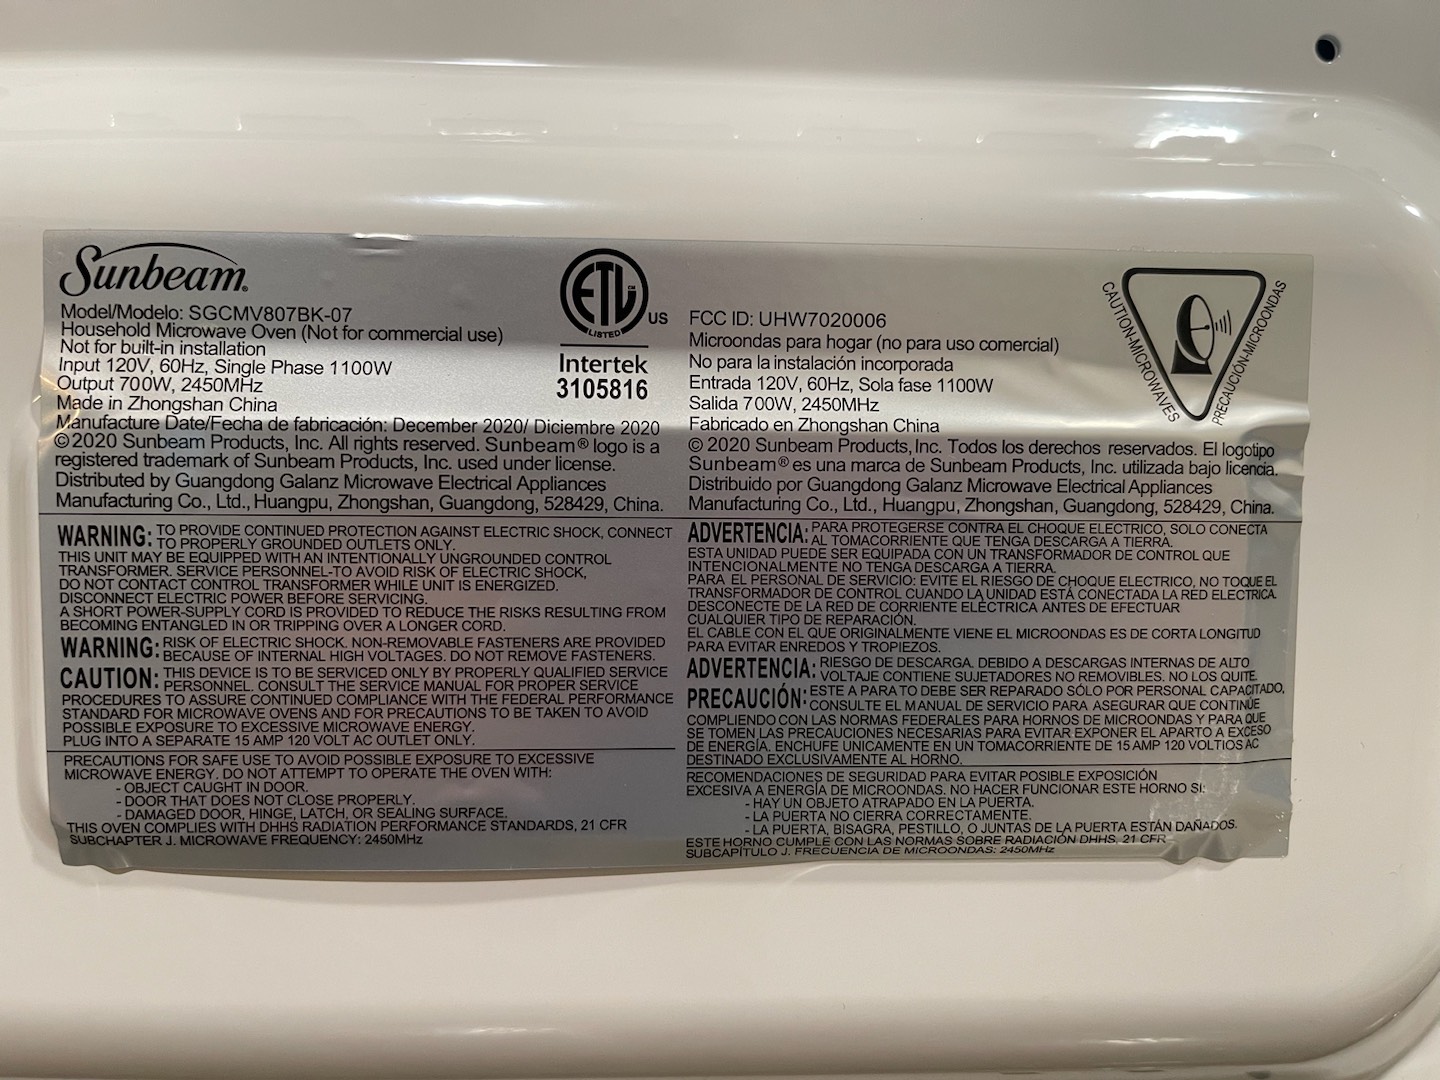 Sunbeam®
Model/Modelo: SGCMV807BK-07
Household Microwave Oven (Not for commercial use)
Not for built-in installation
Input 120V, 60Hz, Single Phase 1100W
Output 700W, 2450MHz
Made in Zhongshan China
Manufacture Date/Fecha de fabricación: December 2020/ Diciembre 2020
© 2020 Sunbeam Products, Inc. All rights reserved. Sunbeam® logo is a
registered trademark of Sunbeam Products, Inc. used under license.
Distributed by Guangdong Galanz Microwave Electrical Appliances
Manufacturing Co., Ltd., Huangpu, Zhongshan, Guangdong, 528429, China.
ETL
CM
LISTED
US
Intertek
3105816
WARNING: TO PROVIDE CONTINUED PROTECTION AGAINST ELECTRIC SHOCK, CONNECT
TO PROPERLY GROUNDED OUTLETS ONLY.
THIS UNIT MAY BE EQUIPPED WITH AN INTENTIONALLY UNGROUNDED CONTROL
TRANSFORMER. SERVICE PERSONNEL-TO AVOID RISK OF ELECTRIC SHOCK,
DO NOT CONTACT CONTROL TRANSFORMER WHILE UNIT IS ENERGIZED.
DISCONNECT ELECTRIC POWER BEFORE SERVICING.
A SHORT POWER-SUPPLY CORD IS PROVIDED TO REDUCE THE RISKS RESULTING FROM
BECOMING ENTANGLED IN OR TRIPPING OVER A LONGER CORD.
WARNING: RISK OF ELECTRIC SHOCK. NON-REMOVABLE FASTENERS ARE PROVIDED
BECAUSE OF INTERNAL HIGH VOLTAGES. DO NOT REMOVE FASTENERS.
CAUTION: THIS DEVICE IS TO BE SERVICED ONLY BY PROPERLY QUALIFIED SERVICE
PERSONNEL. CONSULT THE SERVICE MANUAL FOR PROPER SERVICE
PROCEDURES TO ASSURE CONTINUED COMPLIANCE WITH THE FEDERAL PERFORMANCE
STANDARD FOR MICROWAVE OVENS AND FOR PRECAUTIONS TO BE TAKEN TO AVOID
POSSIBLE EXPOSURE TO EXCESSIVE MICROWAVE ENERGY.
PLUG INTO A SEPARATE 15 AMP 120 VOLT AC OUTLET ONLY.
PRECAUTIONS FOR SAFE USE TO AVOID POSSIBLE EXPOSURE TO EXCESSIVE
MICROWAVE ENERGY. DO NOT ATTEMPT TO OPERATE THE OVEN WITH:
- OBJECT CAUGHT IN DOOR.
- DOOR THAT DOES NOT CLOSE PROPERLY.
- DAMAGED DOOR, HINGE, LATCH, OR SEALING SURFACE.
THIS OVEN COMPLIES WITH DHHS RADIATION PERFORMANCE STANDARDS, 21 CFR
SUBCHAPTER J. MICROWAVE FREQUENCY: 2450MHz
FCC ID: UHW7020006
Microondas para hogar (no para uso comercial)
No para la instalación incorporada
Entrada 120V, 60Hz, Sola fase 1100W
Salida 700W, 2450MHz
Fabricado en Zhongshan China
© 2020 Sunbeam Products, Inc. Todos los derechos reservados. El logotipo
Sunbeam® es una marca de Sunbeam Products, Inc. utilizada bajo licencia.
Distribuido por Guangdong Galanz Microwave Electrical Appliances
Manufacturing Co., Ltd., Huangpu, Zhongshan, Guangdong, 528429, China.
CAUTION-MICROWAVES
PRECAUCIÓN-MICROONDAS
ADVERTENCIA: PARA PROTEGERSE CONTRA EL CHOQUE ELECTRICO, SOLO CONECTA
AL TOMACORRIENTE QUE TENGA DESCARGA A TIERRA.
ESTA UNIDAD PUEDE SER EQUIPADA CON UN TRANSFORMADOR DE CONTROL QUE
INTENCIONALMENTE NO TENGA DESCARGA A TIERRA.
PARA EL PERSONAL DE SERVICIO: EVITE EL RIESGO DE CHOQUE ELECTRICO, NO TOQUE EL
TRANSFORMADOR DE CONTROL CUANDO LA UNIDAD ESTÁ CONECTADA LA RED ELECTRICA.
DESCONECTE DE LA RED DE CORRIENTE ELÉCTRICA ANTES DE EFECTUAR
CUALQUIER TIPO DE REPARACIÓN.
EL CABLE CON EL QUE ORIGINALMENTE VIENE EL MICROONDAS ES DE CORTA LONGITUD
PARA EVITAR ENREDOS Y TROPIEZOS.
ADVERTENCIA: RIESGO DE DESCARGA. DEBIDO A DESCARGAS INTERNAS DE ALTO
VOLTAJE CONTIENE SUJETADORES NO REMOVIBLES. NO LOS QUITE.
PRECAUCIÓN: ESTE A PARA TO DEBE SER REPARADO SÓLO POR PERSONAL CAPACITADO,
CONSULTE EL MANUAL DE SERVICIO PARA ASEGURAR QUE CONTINÚE
COMPLIENDO CON LAS NORMAS FEDERALES PARA HORNOS DE MICROONDAS Y PARA QUE
SE TOMEN LAS PRECAUCIONES NECESARIAS PARA EVITAR EXPONER EL APARTO A EXCESO
DE ENERGÍA. ENCHUFE UNICAMENTE EN UN TOMACORRIENTE DE 15 AMP 120 VOLTIOS AC
DESTINADO EXCLUSIVAMENTE AL HORNO.
RECOMENDACIONES DE SEGURIDAD PARA EVITAR POSIBLE EXPOSICIÓN
EXCESIVA A ENERGÍA DE MICROONDAS. NO HACER FUNCIONAR ESTE HORNO SI:
- HAY UN OBJETO ATRAPADO EN LA PUERTA.
- LA PUERTA NO CIERRA CORRECTAMENTE.
- LA PUERTA, BISAGRA, PESTILLO, O JUNTAS DE LA PUERTA ESTÁN DAÑADOS.
ESTE HORNO CUMPLE CON LAS NORMAS SOBRE RADIACIÓN DHHS, 21 CFR
SUBCAPÍTULO J. FRECUENCIA DE MICROONDAS: 2450MHz